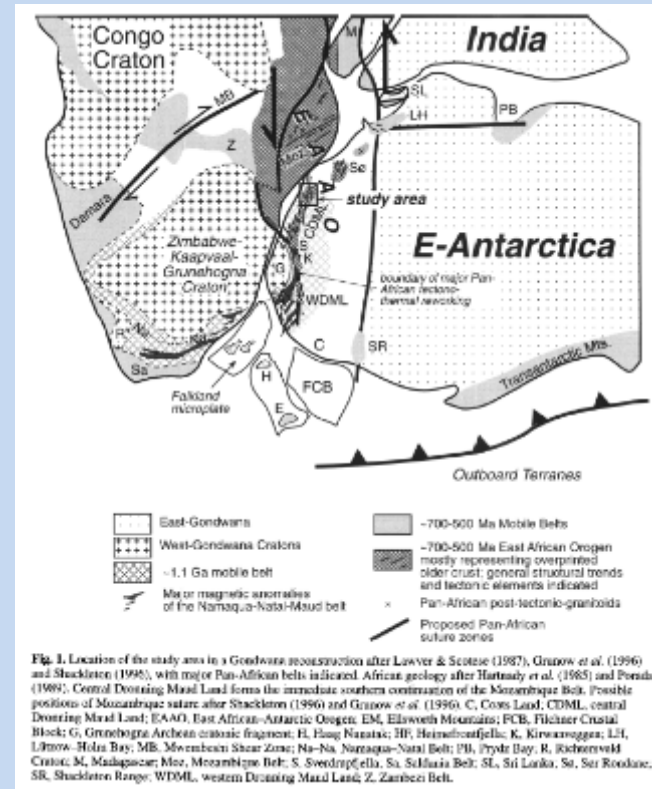 Congo
Craton
India
M
SL
MB
LH
PB
Z
Moz
Sø
study area
Damara
CDML
E-Antarctica
Zimbabwe-
Kaapvaal-
Grunehogna
Craton
S
K
G
boundary of major Pan-
African tectono-
thermal reworking
WDML
R
Na
Sa
C
SR
Transantarctic Mts.
Falkland
microplate
H
FCB
E
Outboard Terranes
East-Gondwana
West-Gondwana Cratons
~1.1 Ga mobile belt
Major magnetic anomalies
of the Namaqua-Natal-Maud belt
~700-500 Ma Mobile Belts
~700-500 Ma East African Orogen
mostly representing overprinted
older crust; general structural trends
and tectonic elements indicated
Pan-African post-tectonic-granitoids
Proposed Pan-African
suture zones
Fig. 1. Location of the study area in a Gondwana reconstruction after Lawver & Scotese (1987), Grunow et al. (1996)
and Shackleton (1996), with major Pan-African belts indicated. African geology after Hartnady et al. (1985) and Porada
(1989). Central Dronning Maud Land forms the immediate southern continuation of the Mozambique Belt. Possible
positions of Mozambique suture after Shackleton (1996) and Grunow et al. (1996). C, Coats Land; CDML, central
Dronning Maud Land; EAAO, East African-Antarctic Orogen; EM, Ellsworth Mountains; FCB, Filchner Crustal
Block; G, Grunehogna Archean cratonic fragment; H, Haag Nunatak; HF, Heimefrontfjella; K, Kirwanveggen; LH,
Lützow-Holm Bay; MB, Mwembeshi Shear Zone; Na-Na, Namaqua-Natal Belt; PB, Prydz Bay; R, Richtersveld
Craton; M, Madagascar; Moz, Mozambique Belt; S, Sverdrupfjella; Sa, Saldania Belt; SL, Sri Lanka; Sø, Sør Rondane;
SR, Shackleton Range; WDML, western Dronning Maud Land; Z, Zambezi Belt.